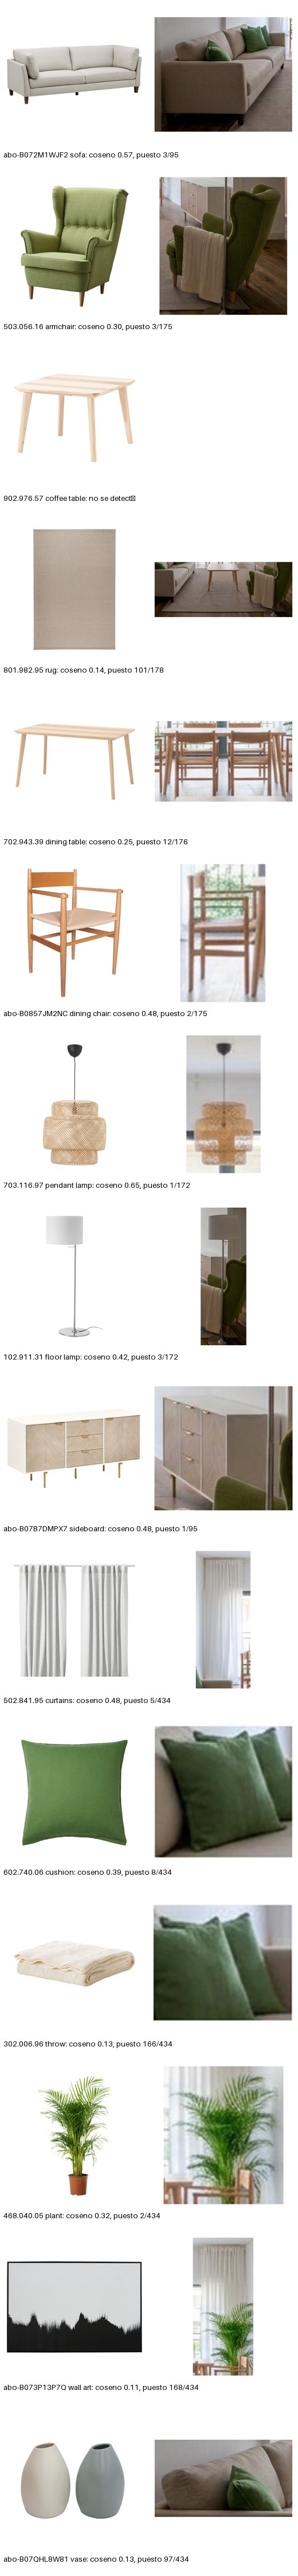 abo-B072M1WJF2 sofa: coseno 0.57, puesto 3/95
503.056.16 armchair: coseno 0.30, puesto 3/175
902.976.57 coffee table: no se detect▯
801.982.95 rug: coseno 0.14, puesto 101/178
702.943.39 dining table: coseno 0.25, puesto 12/176
abo-B0857JM2NC dining chair: coseno 0.48, puesto 2/175
703.116.97 pendant lamp: coseno 0.65, puesto 1/172
102.911.31 floor lamp: coseno 0.42, puesto 3/172
abo-B07B7DMPX7 sideboard: coseno 0.48, puesto 1/95
502.841.95 curtains: coseno 0.48, puesto 5/434
602.740.06 cushion: coseno 0.39, puesto 8/434
302.006.96 throw: coseno 0.13, puesto 166/434
468.040.05 plant: coseno 0.32, puesto 2/434
abo-B073P13P7Q wall art: coseno 0.11, puesto 168/434
abo-B07QHL8W81 vase: coseno 0.13, puesto 97/434